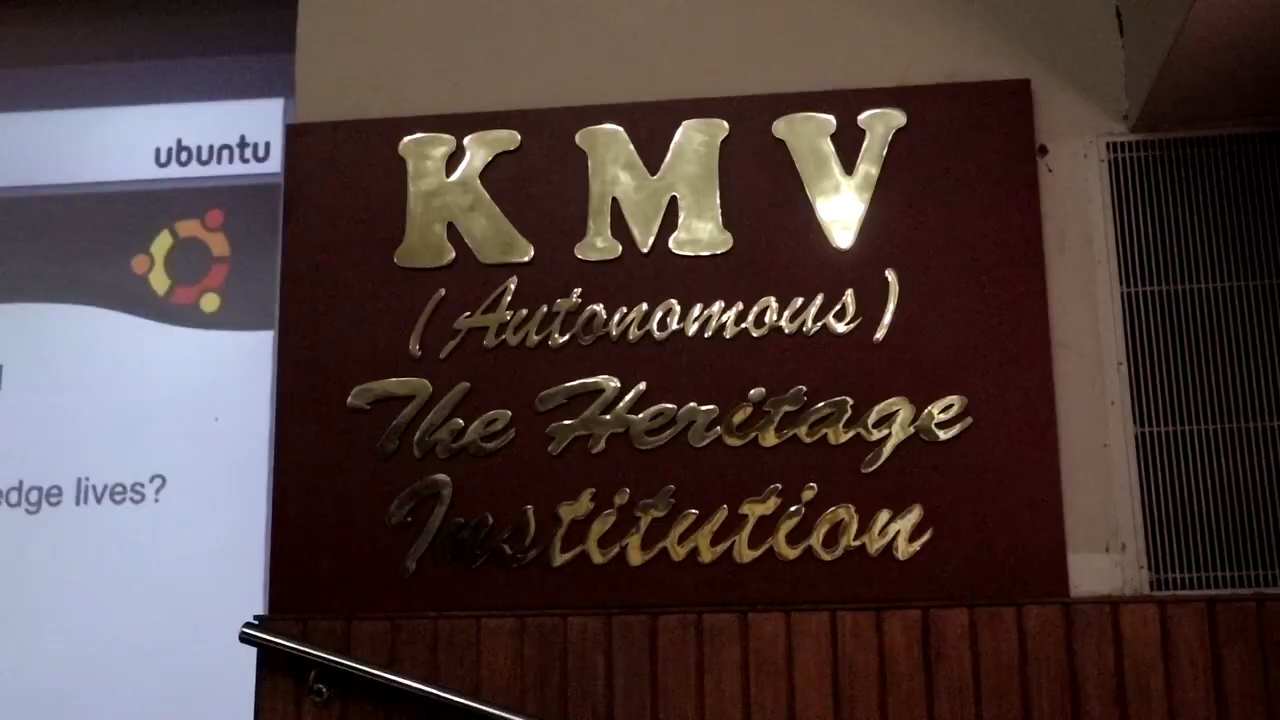 ubuntu
edge lives?
KMV
(Autonomous)
The Heritage
Institution